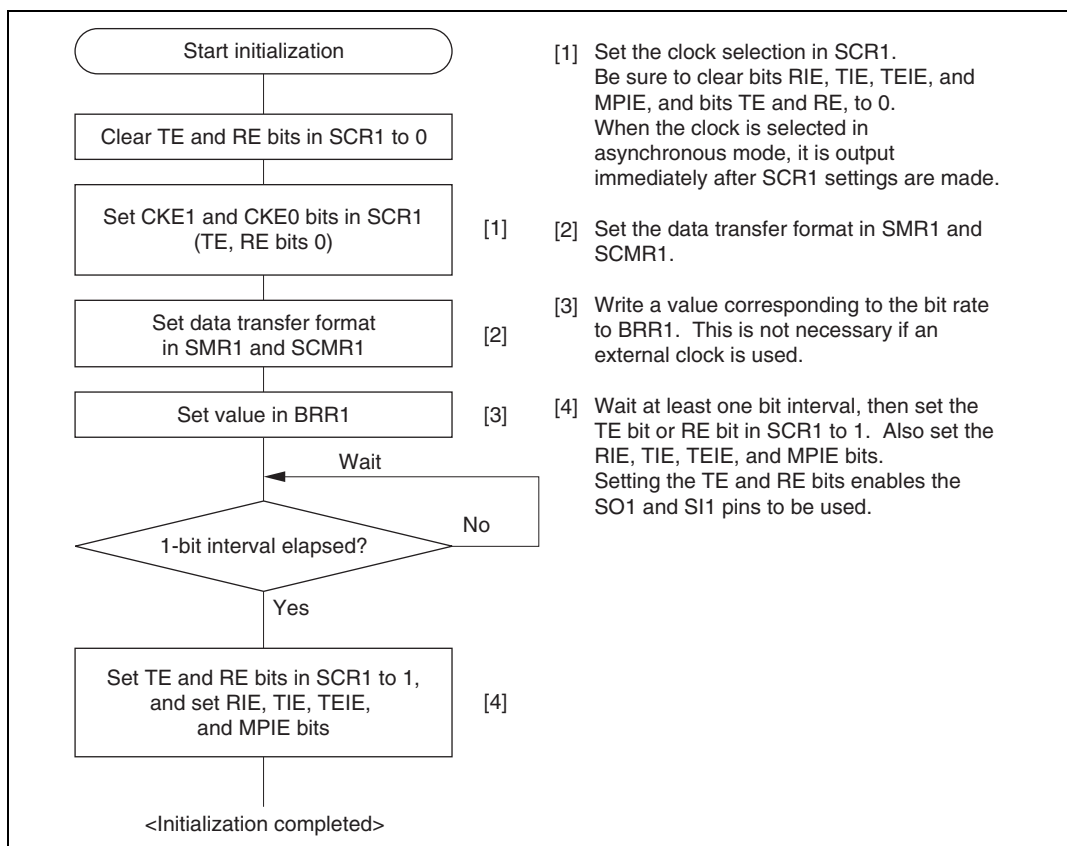 Start initialization
Clear TE and RE bits in SCR1 to 0
Set CKE1 and CKE0 bits in SCR1
(TE, RE bits 0)
[1]
Set data transfer format
in SMR1 and SCMR1
[2]
Set value in BRR1
[3]
Wait
No
1-bit interval elapsed?
Yes
Set TE and RE bits in SCR1 to 1,
and set RIE, TIE, TEIE,
and MPIE bits
[4]
<Initialization completed>
[1] Set the clock selection in SCR1.
Be sure to clear bits RIE, TIE, TEIE, and
MPIE, and bits TE and RE, to 0.
When the clock is selected in
asynchronous mode, it is output
immediately after SCR1 settings are made.
[2] Set the data transfer format in SMR1 and
SCMR1.
[3] Write a value corresponding to the bit rate
to BRR1. This is not necessary if an
external clock is used.
[4] Wait at least one bit interval, then set the
TE bit or RE bit in SCR1 to 1. Also set the
RIE, TIE, TEIE, and MPIE bits.
Setting the TE and RE bits enables the
SO1 and SI1 pins to be used.